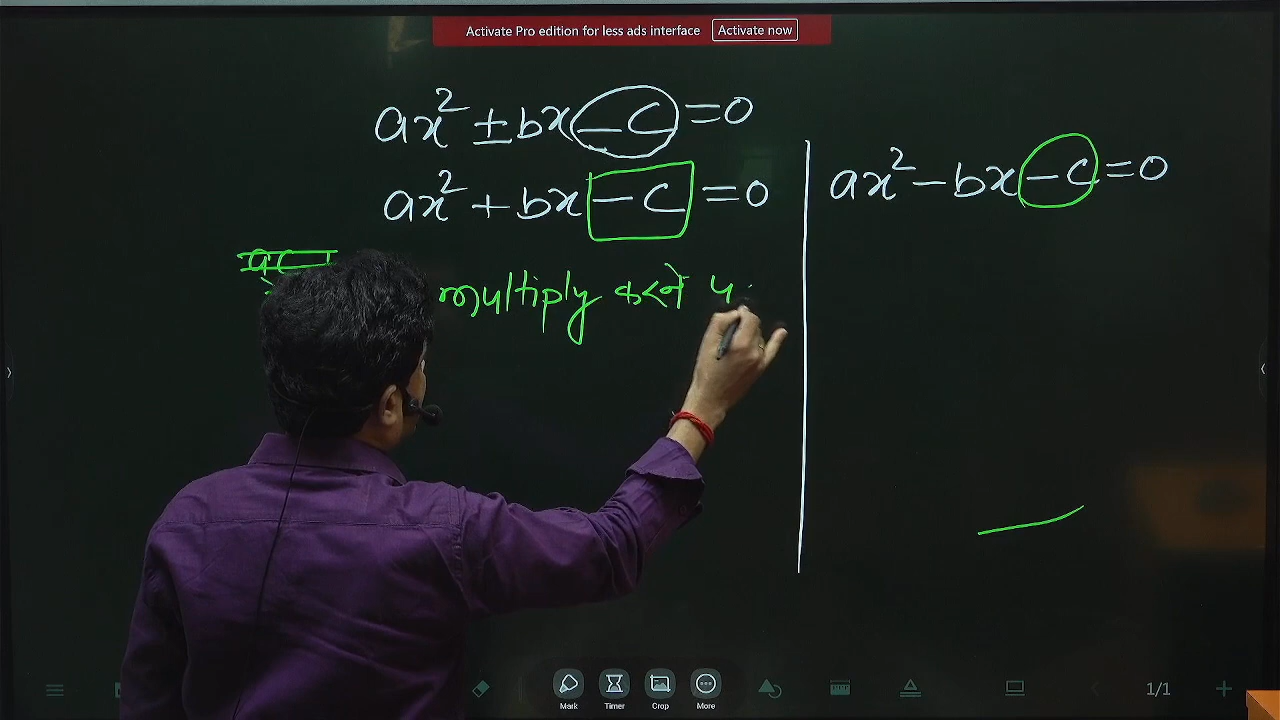 Activate Pro edition for less ads interface Activate now
ax² ± bx - c = 0
ax² + bx - c = 0
multiply करने
ax² - bx - c = 0
Mark Timer Crop More
1/1